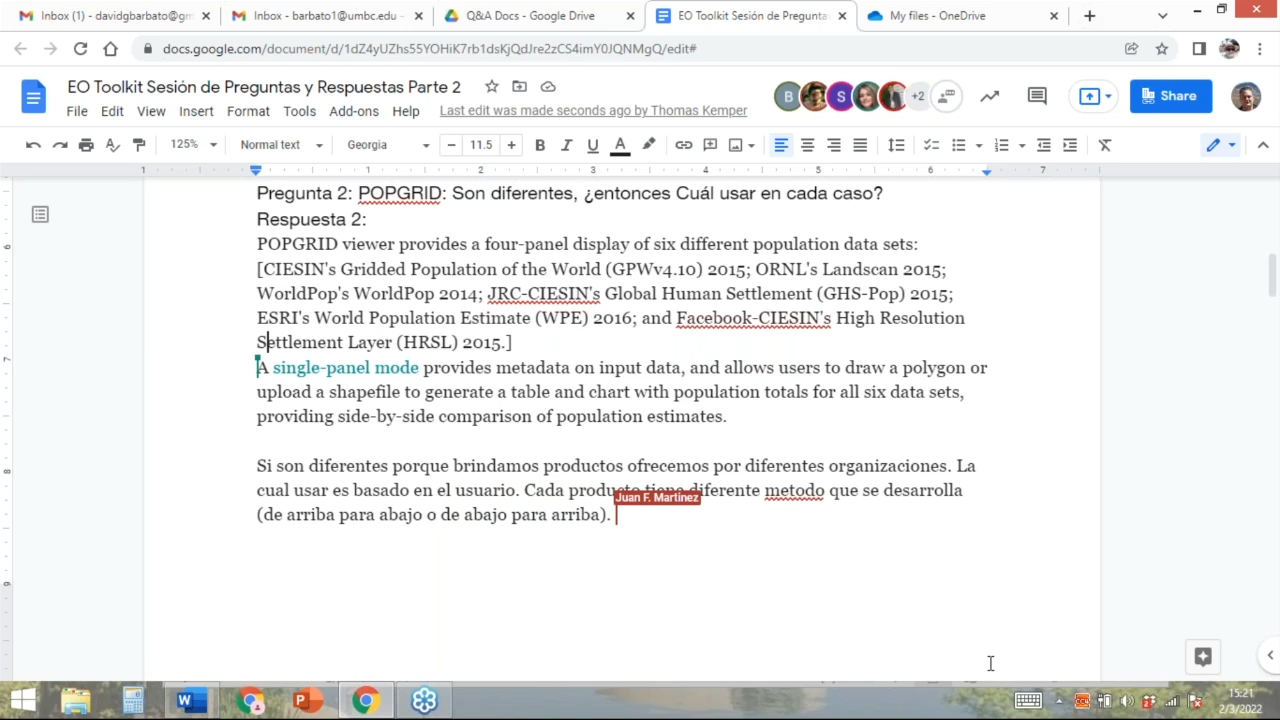 Inbox (1) - davidgbarbato@gm
Inbox - barbato1@umbc.edu -
Q&A Docs - Google Drive
EO Toolkit Sesión de Pregunta
My files - OneDrive
docs.google.com/document/d/1dZ4yUZhs55YOHiK7rb1dsKjQdJre2zCS4imY0JQNMgQ/edit#
EO Toolkit Sesión de Preguntas y Respuestas Parte 2
B
S
+2
Share
File Edit View Insert Format Tools Add-ons Help Last edit was made seconds ago by Thomas Kemper
125% Normal text Georgia 11.5 B I U A
1 1 2 3 4 5 6 7
Pregunta 2: POPGRID: Son diferentes, ¿entonces Cuál usar en cada caso?
Respuesta 2:
POPGRID viewer provides a four-panel display of six different population data sets:
[CIESIN's Gridded Population of the World (GPWv4.10) 2015; ORNL's Landscan 2015;
WorldPop's WorldPop 2014; JRC-CIESIN's Global Human Settlement (GHS-Pop) 2015;
ESRI's World Population Estimate (WPE) 2016; and Facebook-CIESIN's High Resolution
Settlement Layer (HRSL) 2015.]
A single-panel mode provides metadata on input data, and allows users to draw a polygon or
upload a shapefile to generate a table and chart with population totals for all six data sets,
providing side-by-side comparison of population estimates.
Si son diferentes porque brindamos productos ofrecemos por diferentes organizaciones. La
cual usar es basado en el usuario. Cada producto tiene diferente metodo que se desarrolla
Juan F. Martinez
(de arriba para abajo o de abajo para arriba).
15:21
2/3/2022